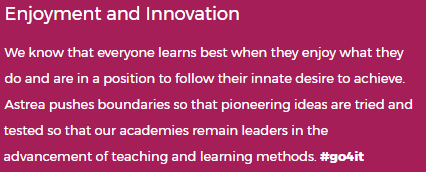 Enjoyment and Innovation
We know that everyone learns best when they enjoy what they
do and are in a position to follow their innate desire to achieve.
Astrea pushes boundaries so that pioneering ideas are tried and
tested so that our academies remain leaders in the
advancement of teaching and learning methods. #go4it